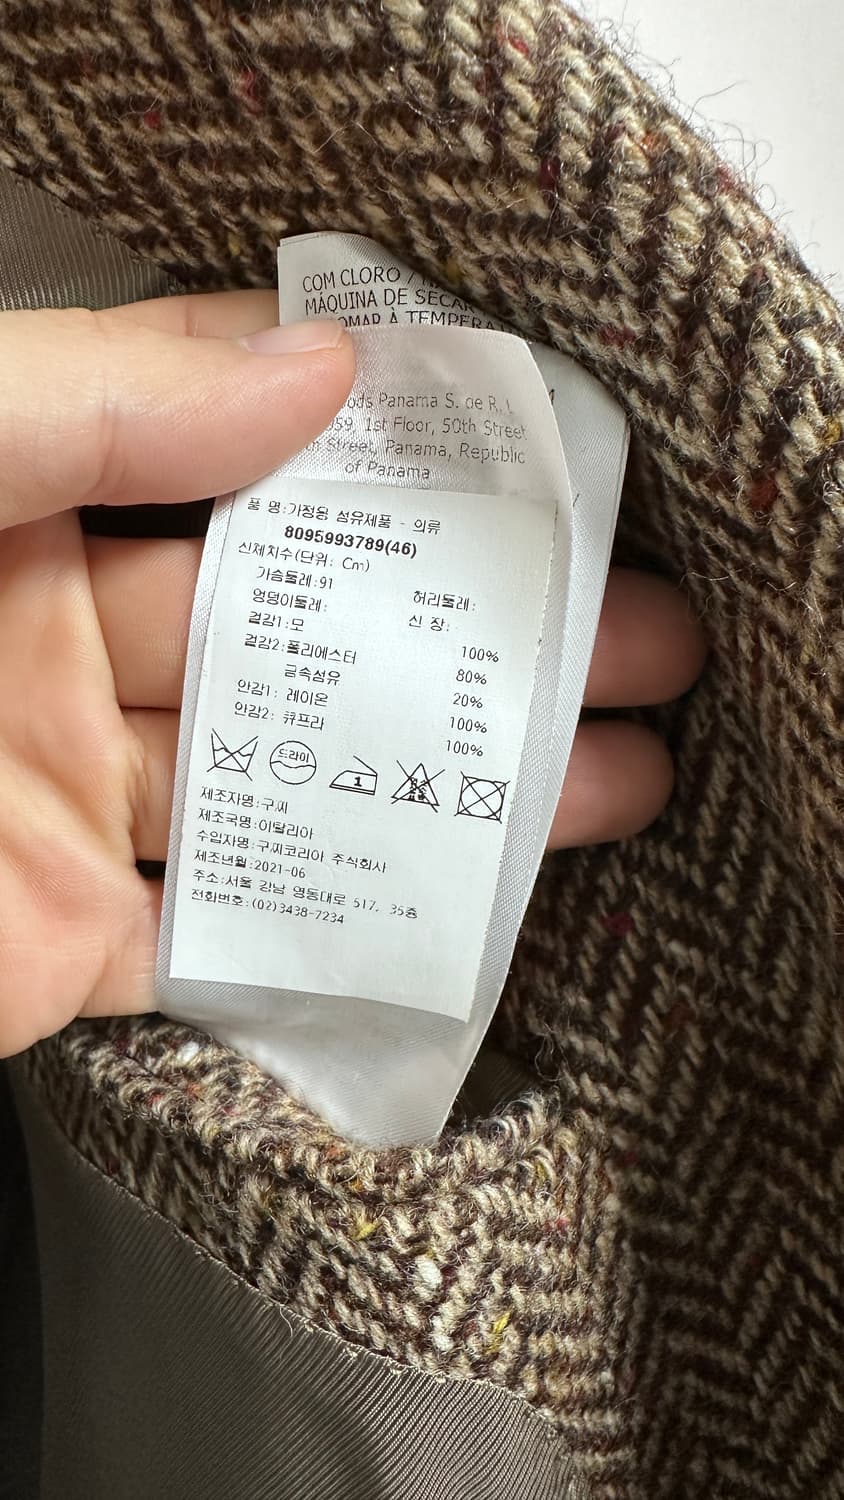 COM CLORO /
MÁQUINA DE SECAR
À
Panama S. de R. L
1st Floor, 50th Street
Street, Panama, Republic
of Panama
품 명:가정용 섬유제품 - 의류
8095993789(46)
신체치수(단위: Cm)
가슴둘레:91 허리둘레:
엉덩이둘레: 신 장:
겉감1:모 100%
겉감2:폴리에스터 80%
금속섬유 20%
안감1: 레이온 100%
안감2: 큐프라 100%
드라이
1
제조자명:구찌
제조국명:이탈리아
수입자명:구찌코리아 주식회사
제조년월:2021-06
주소:서울 강남 영동대로 517, 35층
전화번호:(02)3438-7234